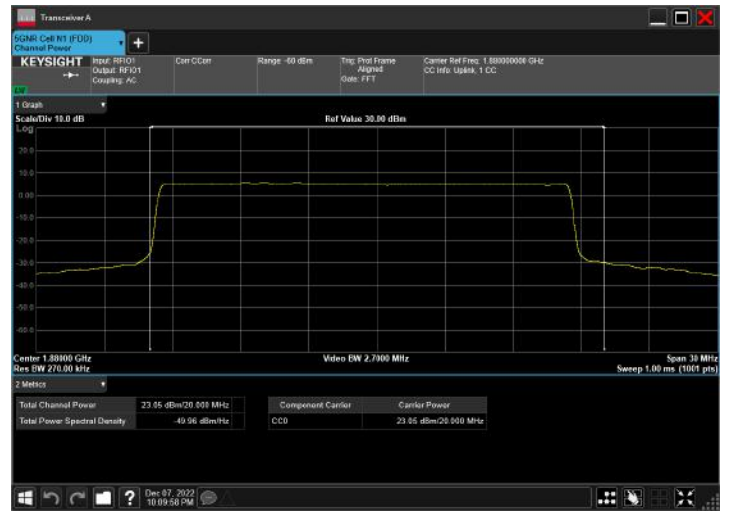 Transceiver A
5GNR Cell N1 (FDD)
Channel Power
KEYSIGHT
Input: RFIO1
Output: RFIO1
Coupling: AC
Corr CCorr
Range -60 dBm
Trig: Prot Frame
Aligned
Gate: FFT
Carrier Ref Freq: 1.880000000 GHz
CC Info: Uplink, 1 CC
1 Graph
Scale/Div 10.0 dB
Ref Value 30.00 dBm
Log
20.0
10.0
0.00
-10.0
-20.0
-30.0
-40.0
-50.0
-60.0
Center 1.88000 GHz
Video BW 2.7000 MHz
Span 30 MHz
Res BW 270.00 kHz
Sweep 1.00 ms (1001 pts)
2 Metrics
Total Channel Power 23.05 dBm/20.000 MHz
Total Power Spectral Density -49.96 dBm/Hz
Component Carrier Carrier Power
CC0 23.05 dBm/20.000 MHz
Dec 07, 2022
10:09:58 PM